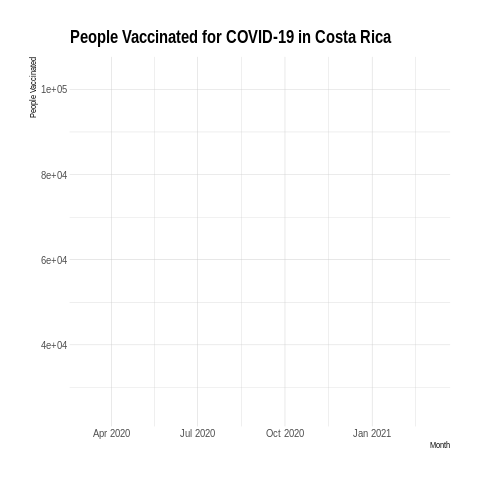 People Vaccinated for COVID-19 in Costa Rica
People Vaccinated
1e+05
8e+04
6e+04
4e+04
Apr 2020
Jul 2020
Oct 2020
Jan 2021
Month